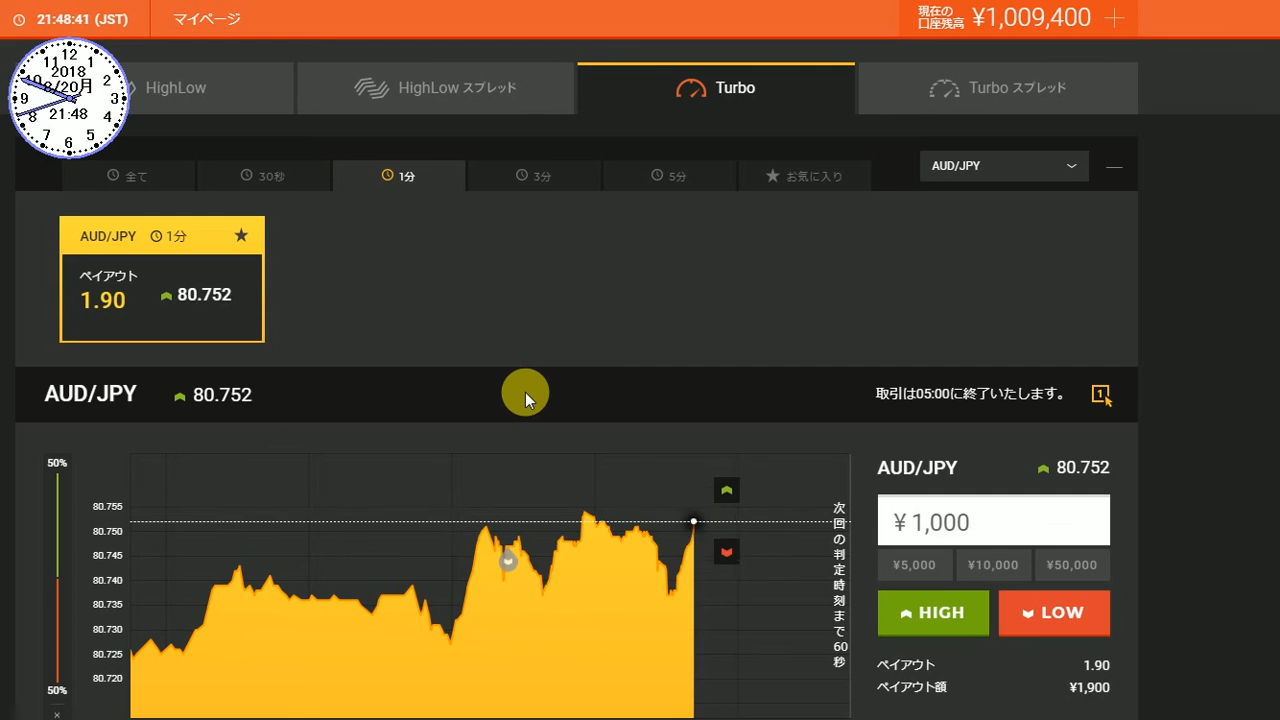 21:48:41 (JST)
マイページ
現在の
口座残高
¥1,009,400
12
11 1
2018
10 2
8/20月
9 3
21:48
8 4
7 5
6
HighLow
HighLow スプレッド
Turbo
Turbo スプレッド
全て
30秒
1分
3分
5分
お気に入り
AUD/JPY
AUD/JPY 1分
ペイアウト
1.90
80.752
AUD/JPY 80.752
取引は05:00に終了いたします。
1
50%
50%
×
80.755
80.750
80.745
80.740
80.735
80.730
80.725
80.720
次回の判定時刻まで60秒
AUD/JPY 80.752
¥ 1,000
¥5,000
¥10,000
¥50,000
HIGH
LOW
ペイアウト 1.90
ペイアウト額 ¥1,900